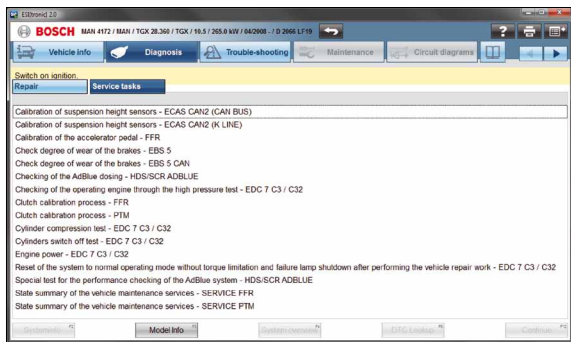 ESI[tronic] 2.0
BOSCH MAN 4172 / MAN / TGX 28.360 / TGX / 10.5 / 265.0 kW / 04/2008 - / D 2066 LF19
Vehicle info Diagnosis Trouble-shooting Maintenance Circuit diagrams
Switch on ignition.
Repair Service tasks
Calibration of suspension height sensors - ECAS CAN2 (CAN BUS)
Calibration of suspension height sensors - ECAS CAN2 (K LINE)
Calibration of the accelerator pedal - FFR
Check degree of wear of the brakes - EBS 5
Check degree of wear of the brakes - EBS 5 CAN
Checking of the AdBlue dosing - HDS/SCR ADBLUE
Checking of the operating engine through the high pressure test - EDC 7 C3 / C32
Clutch calibration process - FFR
Clutch calibration process - PTM
Cylinder compression test - EDC 7 C3 / C32
Cylinders switch off test - EDC 7 C3 / C32
Engine power - EDC 7 C3 / C32
Reset of the system to normal operating mode without torque limitation and failure lamp shutdown after performing the vehicle repair work - EDC 7 C3 / C32
Special test for the performance checking of the AdBlue system - HDS/SCR ADBLUE
State summary of the vehicle maintenance services - SERVICE FFR
State summary of the vehicle maintenance services - SERVICE PTM
Model Info System overview DTC Lookup Continue